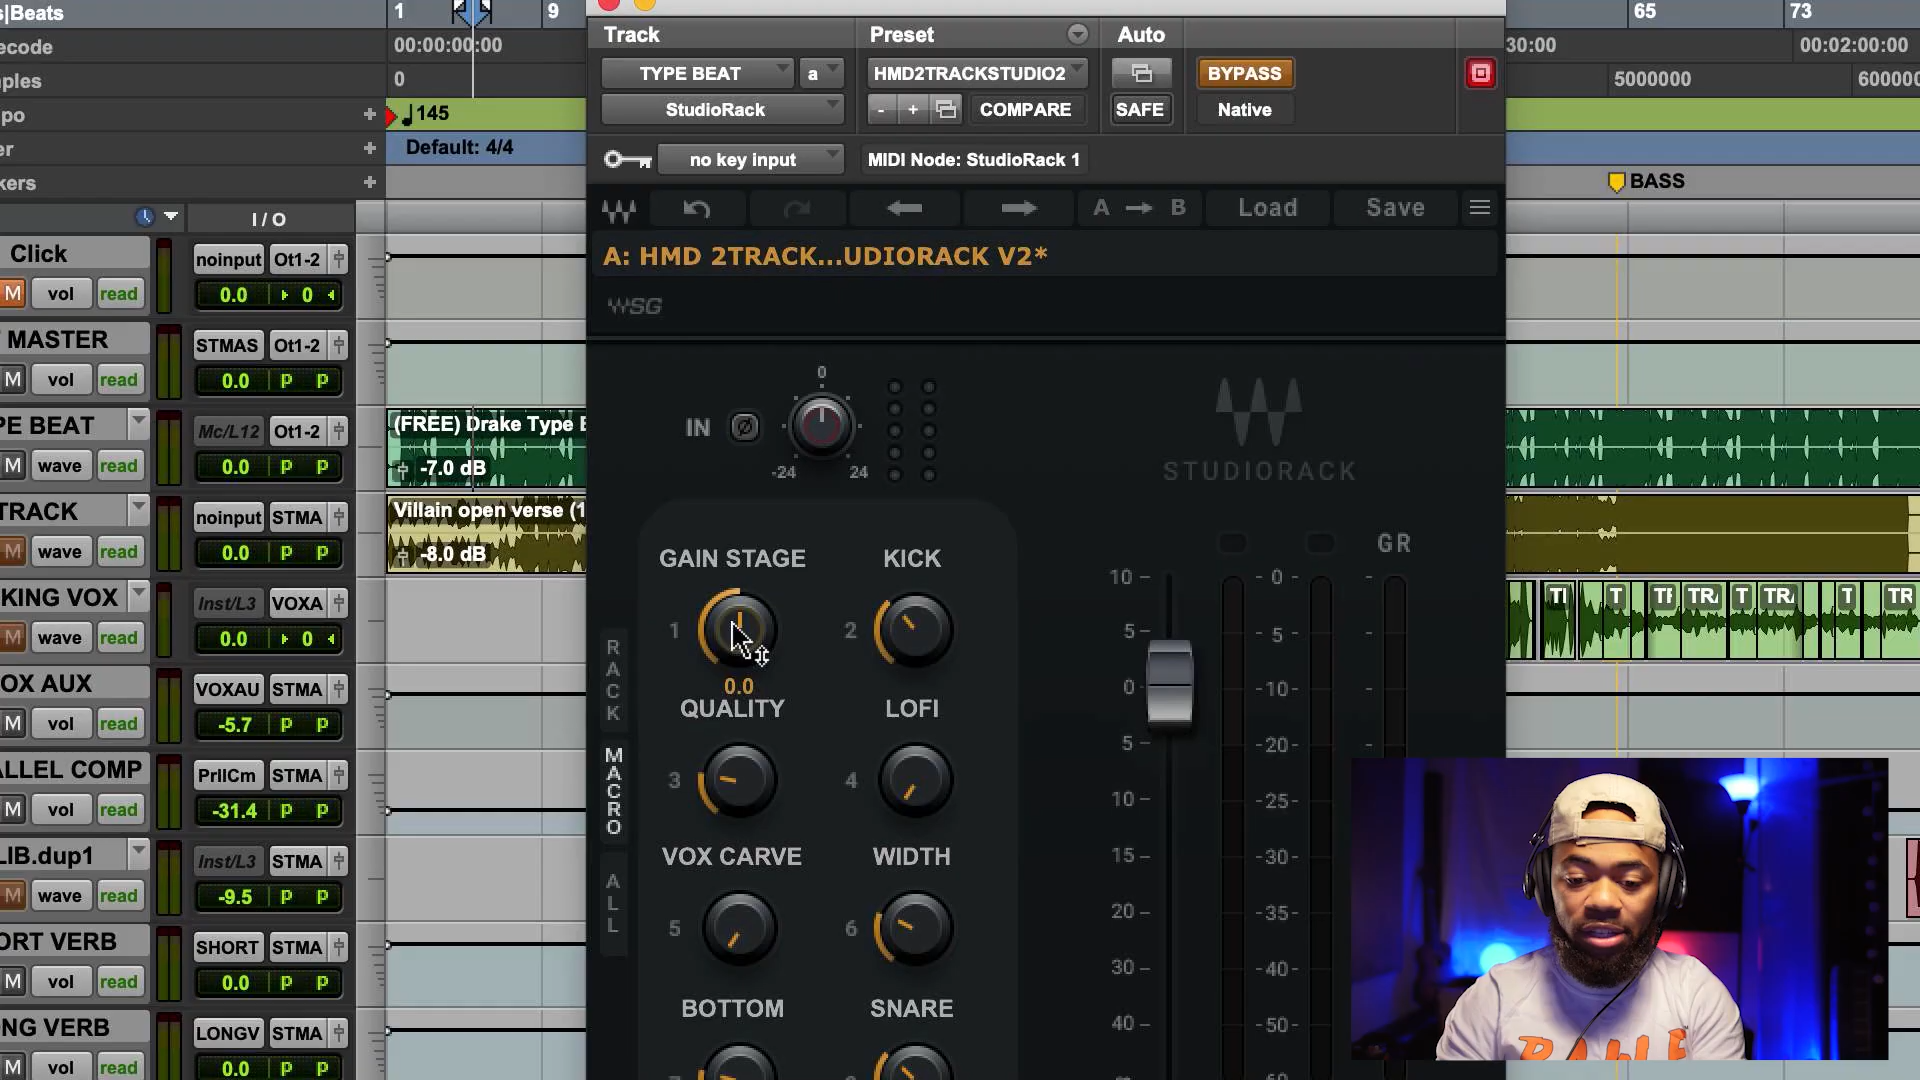 s|Beats
1
9
65
73
ecode
00:00:00:00
30:00
00:02:00:00
ples
0
5000000
600000
po
+
145
er
+
Default: 4/4
kers
+
BASS
I / O
Track
Preset
Auto
TYPE BEAT
a
HMD2TRACKSTUDIO2
BYPASS
StudioRack
-
+
COMPARE
SAFE
Native
no key input
MIDI Node: StudioRack 1
A
B
Load
Save
A: HMD 2TRACK...UDIORACK V2*
WSG
Click
noinput
Ot1-2
M
vol
read
0.0
0
MASTER
STMAS
Ot1-2
M
vol
read
0.0
P
P
PE BEAT
Mc/L12
Ot1-2
M
wave
read
0.0
P
P
(FREE) Drake Type B
-7.0 dB
TRACK
noinput
STMA
M
wave
read
0.0
P
P
Villain open verse (1
-8.0 dB
KING VOX
Inst/L3
VOXA
M
wave
read
0.0
0
OX AUX
VOXAU
STMA
M
vol
read
-5.7
P
P
ALLEL COMP
PrllCm
STMA
M
vol
read
-31.4
P
P
LIB.dup1
Inst/L3
STMA
M
wave
read
-9.5
P
P
ORT VERB
SHORT
STMA
M
vol
read
0.0
P
P
NG VERB
LONGV
STMA
M
vol
read
0.0
P
P
0
IN
Ø
-24
24
STUDIORACK
GAIN STAGE
KICK
1
2
0.0
QUALITY
LOFI
3
4
VOX CARVE
WIDTH
5
6
BOTTOM
SNARE
RACK
MACRO
ALL
GR
10
5
0
5
10
15
20
30
40
0
-5
-10
-20
-25
-30
-35
-40
-50
TI
T
TF
TRA
T
TRA
T
TR